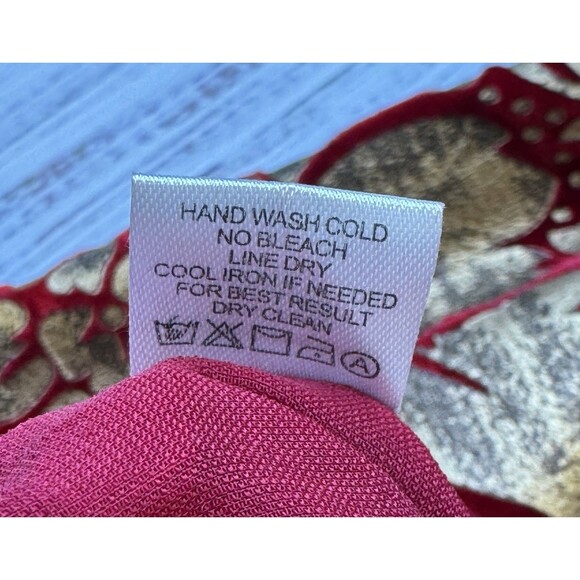 HAND WASH COLD
NO BLEACH
LINE DRY
COOL IRON IF NEEDED
FOR BEST RESULT
DRY CLEAN
A